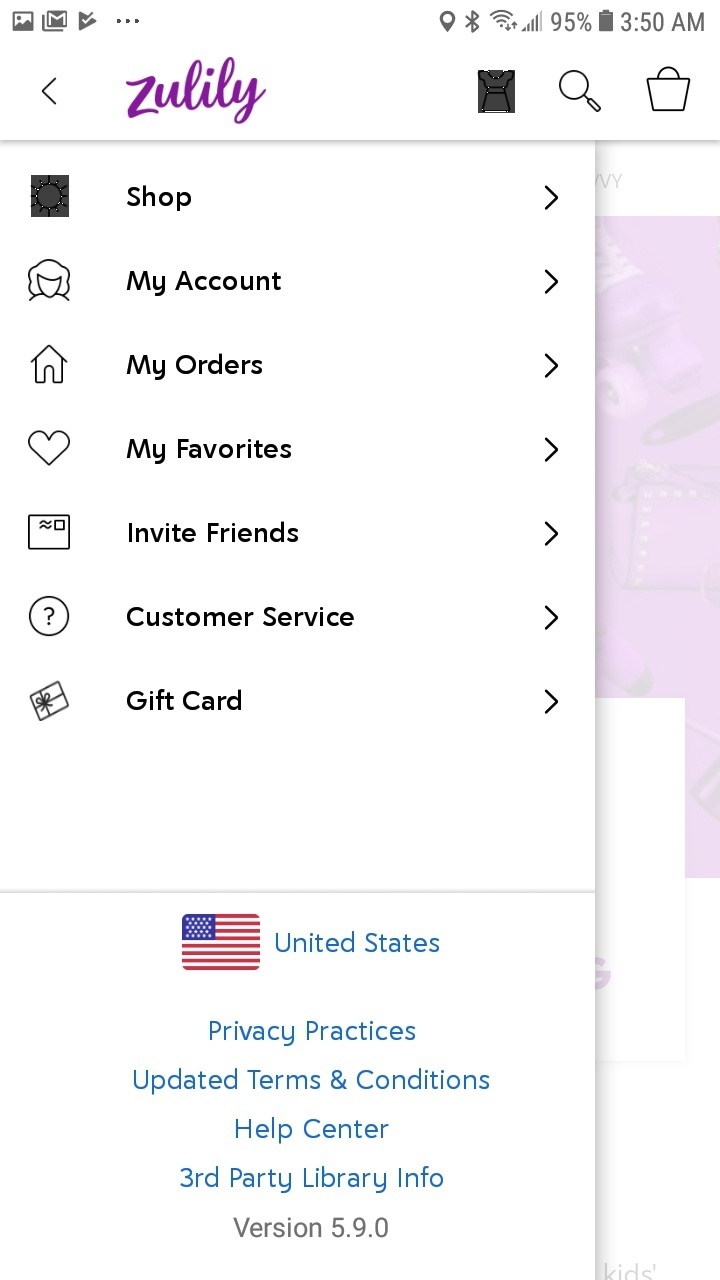 95% 3:50 AM
zulily
Shop
My Account
My Orders
My Favorites
Invite Friends
?
Customer Service
Gift Card
United States
Privacy Practices
Updated Terms & Conditions
Help Center
3rd Party Library Info
Version 5.9.0
kids'